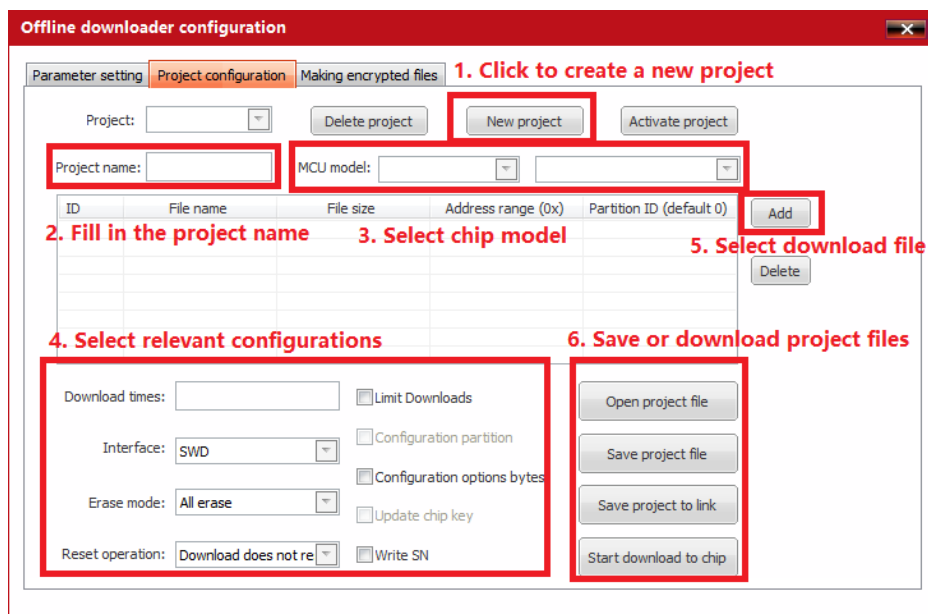 Offline downloader configuration
Parameter setting Project configuration Making encrypted files 1. Click to create a new project
Project: Delete project New project Activate project
Project name: MCU model:
ID File name File size Address range (0x) Partition ID (default 0) Add
2. Fill in the project name 3. Select chip model 5. Select download file
Delete
4. Select relevant configurations 6. Save or download project files
Download times: Limit Downloads Open project file
Configuration partition
Interface: SWD Save project file
Configuration options bytes
Erase mode: All erase Save project to link
Update chip key
Reset operation: Download does not re Write SN Start download to chip